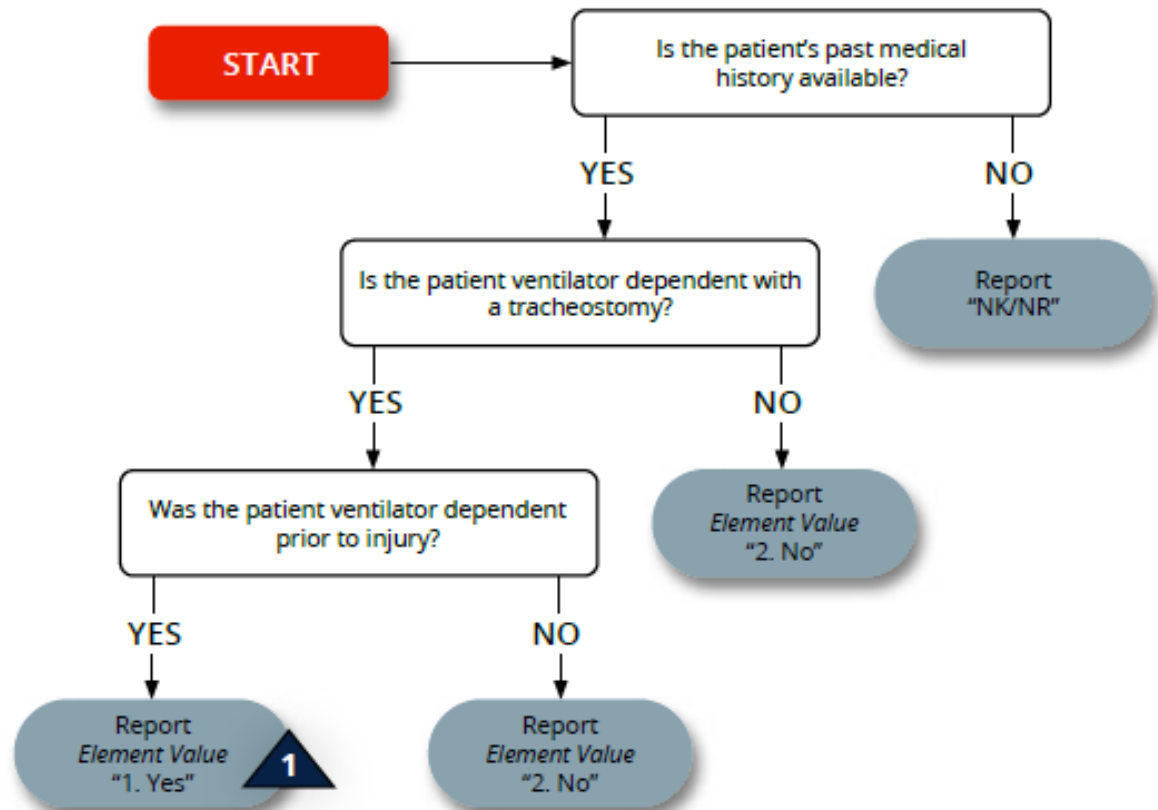 START
Is the patient’s past medical
history available?
YES
NO
Is the patient ventilator dependent with
a tracheostomy?
Report
“NK/NR”
YES
NO
Was the patient ventilator dependent
prior to injury?
Report
Element Value
“2. No”
YES
NO
Report
Element Value
“1. Yes”
1
Report
Element Value
“2. No”